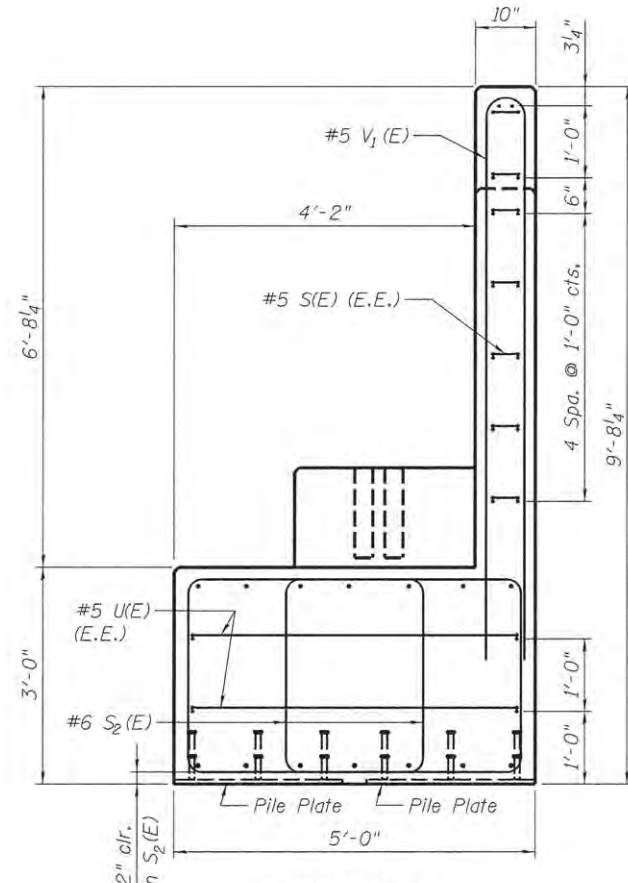 10"
3¼"
#5 V₁(E)
1'-0"
6"
4'-2"
#5 S(E) (E.E.)
4 Spa. @ 1'-0" cts.
6'-8¼"
9'-8¼"
#5 U(E)
(E.E.)
3'-0"
1'-0"
#6 S₂(E)
1'-0"
Pile Plate
Pile Plate
5'-0"
2" clr.
S₂(E)